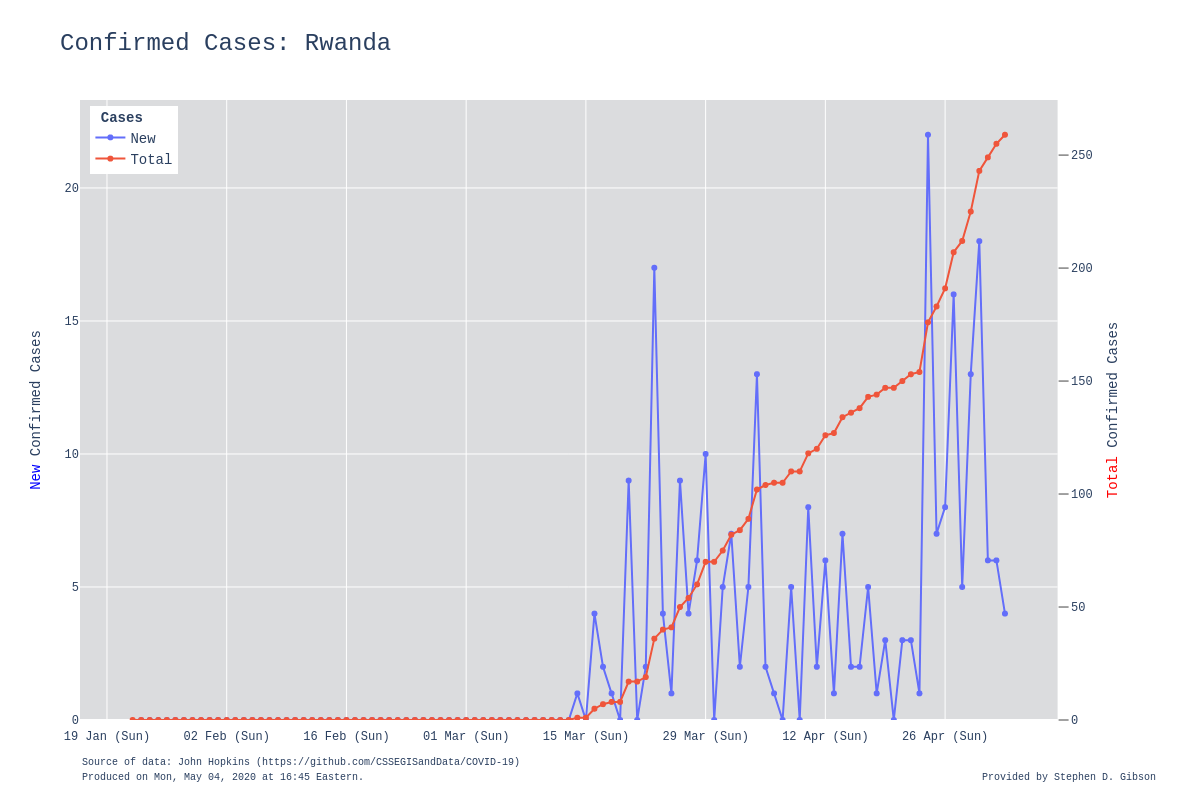 Confirmed Cases: Rwanda
Cases
New
Total
20
15
10
5
0
250
200
150
100
50
0
New Confirmed Cases
Total Confirmed Cases
19 Jan (Sun) 02 Feb (Sun) 16 Feb (Sun) 01 Mar (Sun) 15 Mar (Sun) 29 Mar (Sun) 12 Apr (Sun) 26 Apr (Sun)
Source of data: John Hopkins (https://github.com/CSSEGISandData/COVID-19)
Produced on Mon, May 04, 2020 at 16:45 Eastern.
Provided by Stephen D. Gibson